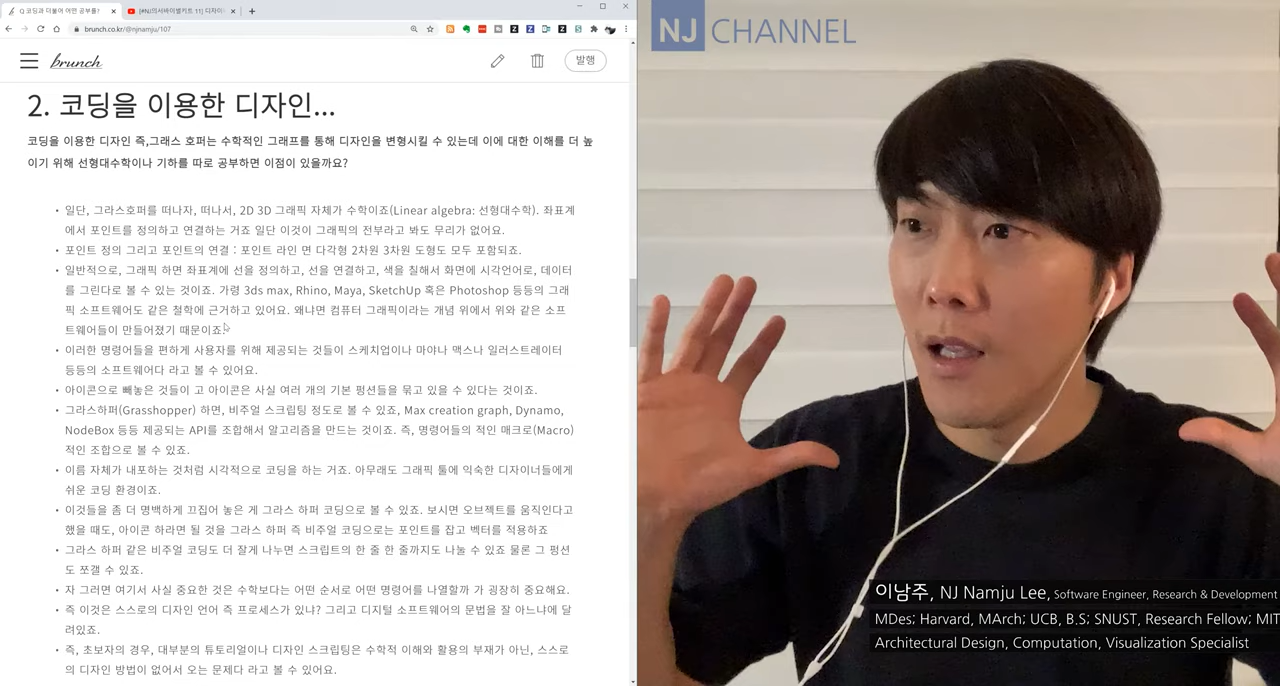 Q 코딩과 더불어 어떤 공부를?
[#NJ의서바이벌키트 11] 디자이
brunch.co.kr/@njnamju/107
brunch
발행
2. 코딩을 이용한 디자인...
코딩을 이용한 디자인 즉,그래스 호퍼는 수학적인 그래프를 통해 디자인을 변형시킬 수 있는데 이에 대한 이해를 더 높
이기 위해 선형대수학이나 기하를 따로 공부하면 이점이 있을까요?
• 일단, 그라스호퍼를 떠나자, 떠나서, 2D 3D 그래픽 자체가 수학이죠(Linear algebra: 선형대수학). 좌표계
에서 포인트를 정의하고 연결하는 거죠 일단 이것이 그래픽의 전부라고 봐도 무리가 없어요.
• 포인트 정의 그리고 포인트의 연결 : 포인트 라인 면 다각형 2차원 3차원 도형도 모두 포함되죠.
• 일반적으로, 그래픽 하면 좌표계에 선을 정의하고, 선을 연결하고, 색을 칠해서 화면에 시각언어로, 데이터
를 그린다로 볼 수 있는 것이죠. 가령 3ds max, Rhino, Maya, SketchUp 혹은 Photoshop 등등의 그래
픽 소프트웨어도 같은 철학에 근거하고 있어요. 왜냐면 컴퓨터 그래픽이라는 개념 위에서 위와 같은 소프
트웨어들이 만들어졌기 때문이죠.
• 이러한 명령어들을 편하게 사용자를 위해 제공되는 것들이 스케치업이나 마야나 맥스나 일러스트레이터
등등의 소프트웨어다 라고 볼 수 있어요.
• 아이콘으로 빼놓은 것들이 고 아이콘은 사실 여러 개의 기본 펑션들을 묶고 있을 수 있다는 것이죠.
• 그라스하퍼(Grasshopper) 하면, 비주얼 스크립팅 정도로 볼 수 있죠, Max creation graph, Dynamo,
NodeBox 등등 제공되는 API를 조합해서 알고리즘을 만드는 것이죠. 즉, 명령어들의 적인 매크로(Macro)
적인 조합으로 볼 수 있죠.
• 이름 자체가 내포하는 것처럼 시각적으로 코딩을 하는 거죠. 아무래도 그래픽 툴에 익숙한 디자이너들에게
쉬운 코딩 환경이죠.
• 이것들을 좀 더 명백하게 끄집어 놓은 게 그라스 하퍼 코딩으로 볼 수 있죠. 보시면 오브젝트를 움직인다고
했을 때도, 아이콘 하라면 될 것을 그라스 하퍼 즉 비주얼 코딩으로는 포인트를 잡고 벡터를 적용하죠
• 그라스 하퍼 같은 비주얼 코딩도 더 잘게 나누면 스크립트의 한 줄 한 줄까지도 나눌 수 있죠 물론 그 펑션
도 쪼갤 수 있죠.
• 자 그러면 여기서 사실 중요한 것은 수학보다는 어떤 순서로 어떤 명령어를 나열할까 가 굉장히 중요해요.
• 즉 이것은 스스로의 디자인 언어 즉 프로세스가 있냐? 그리고 디지털 소프트웨어의 문법을 잘 아느냐에 달
려있죠.
• 즉, 초보자의 경우, 대부분의 튜토리얼이나 디자인 스크립팅은 수학적 이해와 활용의 부재가 아닌, 스스로
의 디자인 방법이 없어서 오는 문제다 라고 볼 수 있어요.
NJ CHANNEL
이남주, NJ Namju Lee, Software Engineer, Research & Development
MDes; Harvard, MArch; UCB, B.S; SNUST, Research Fellow; MIT
Architectural Design, Computation, Visualization Specialist